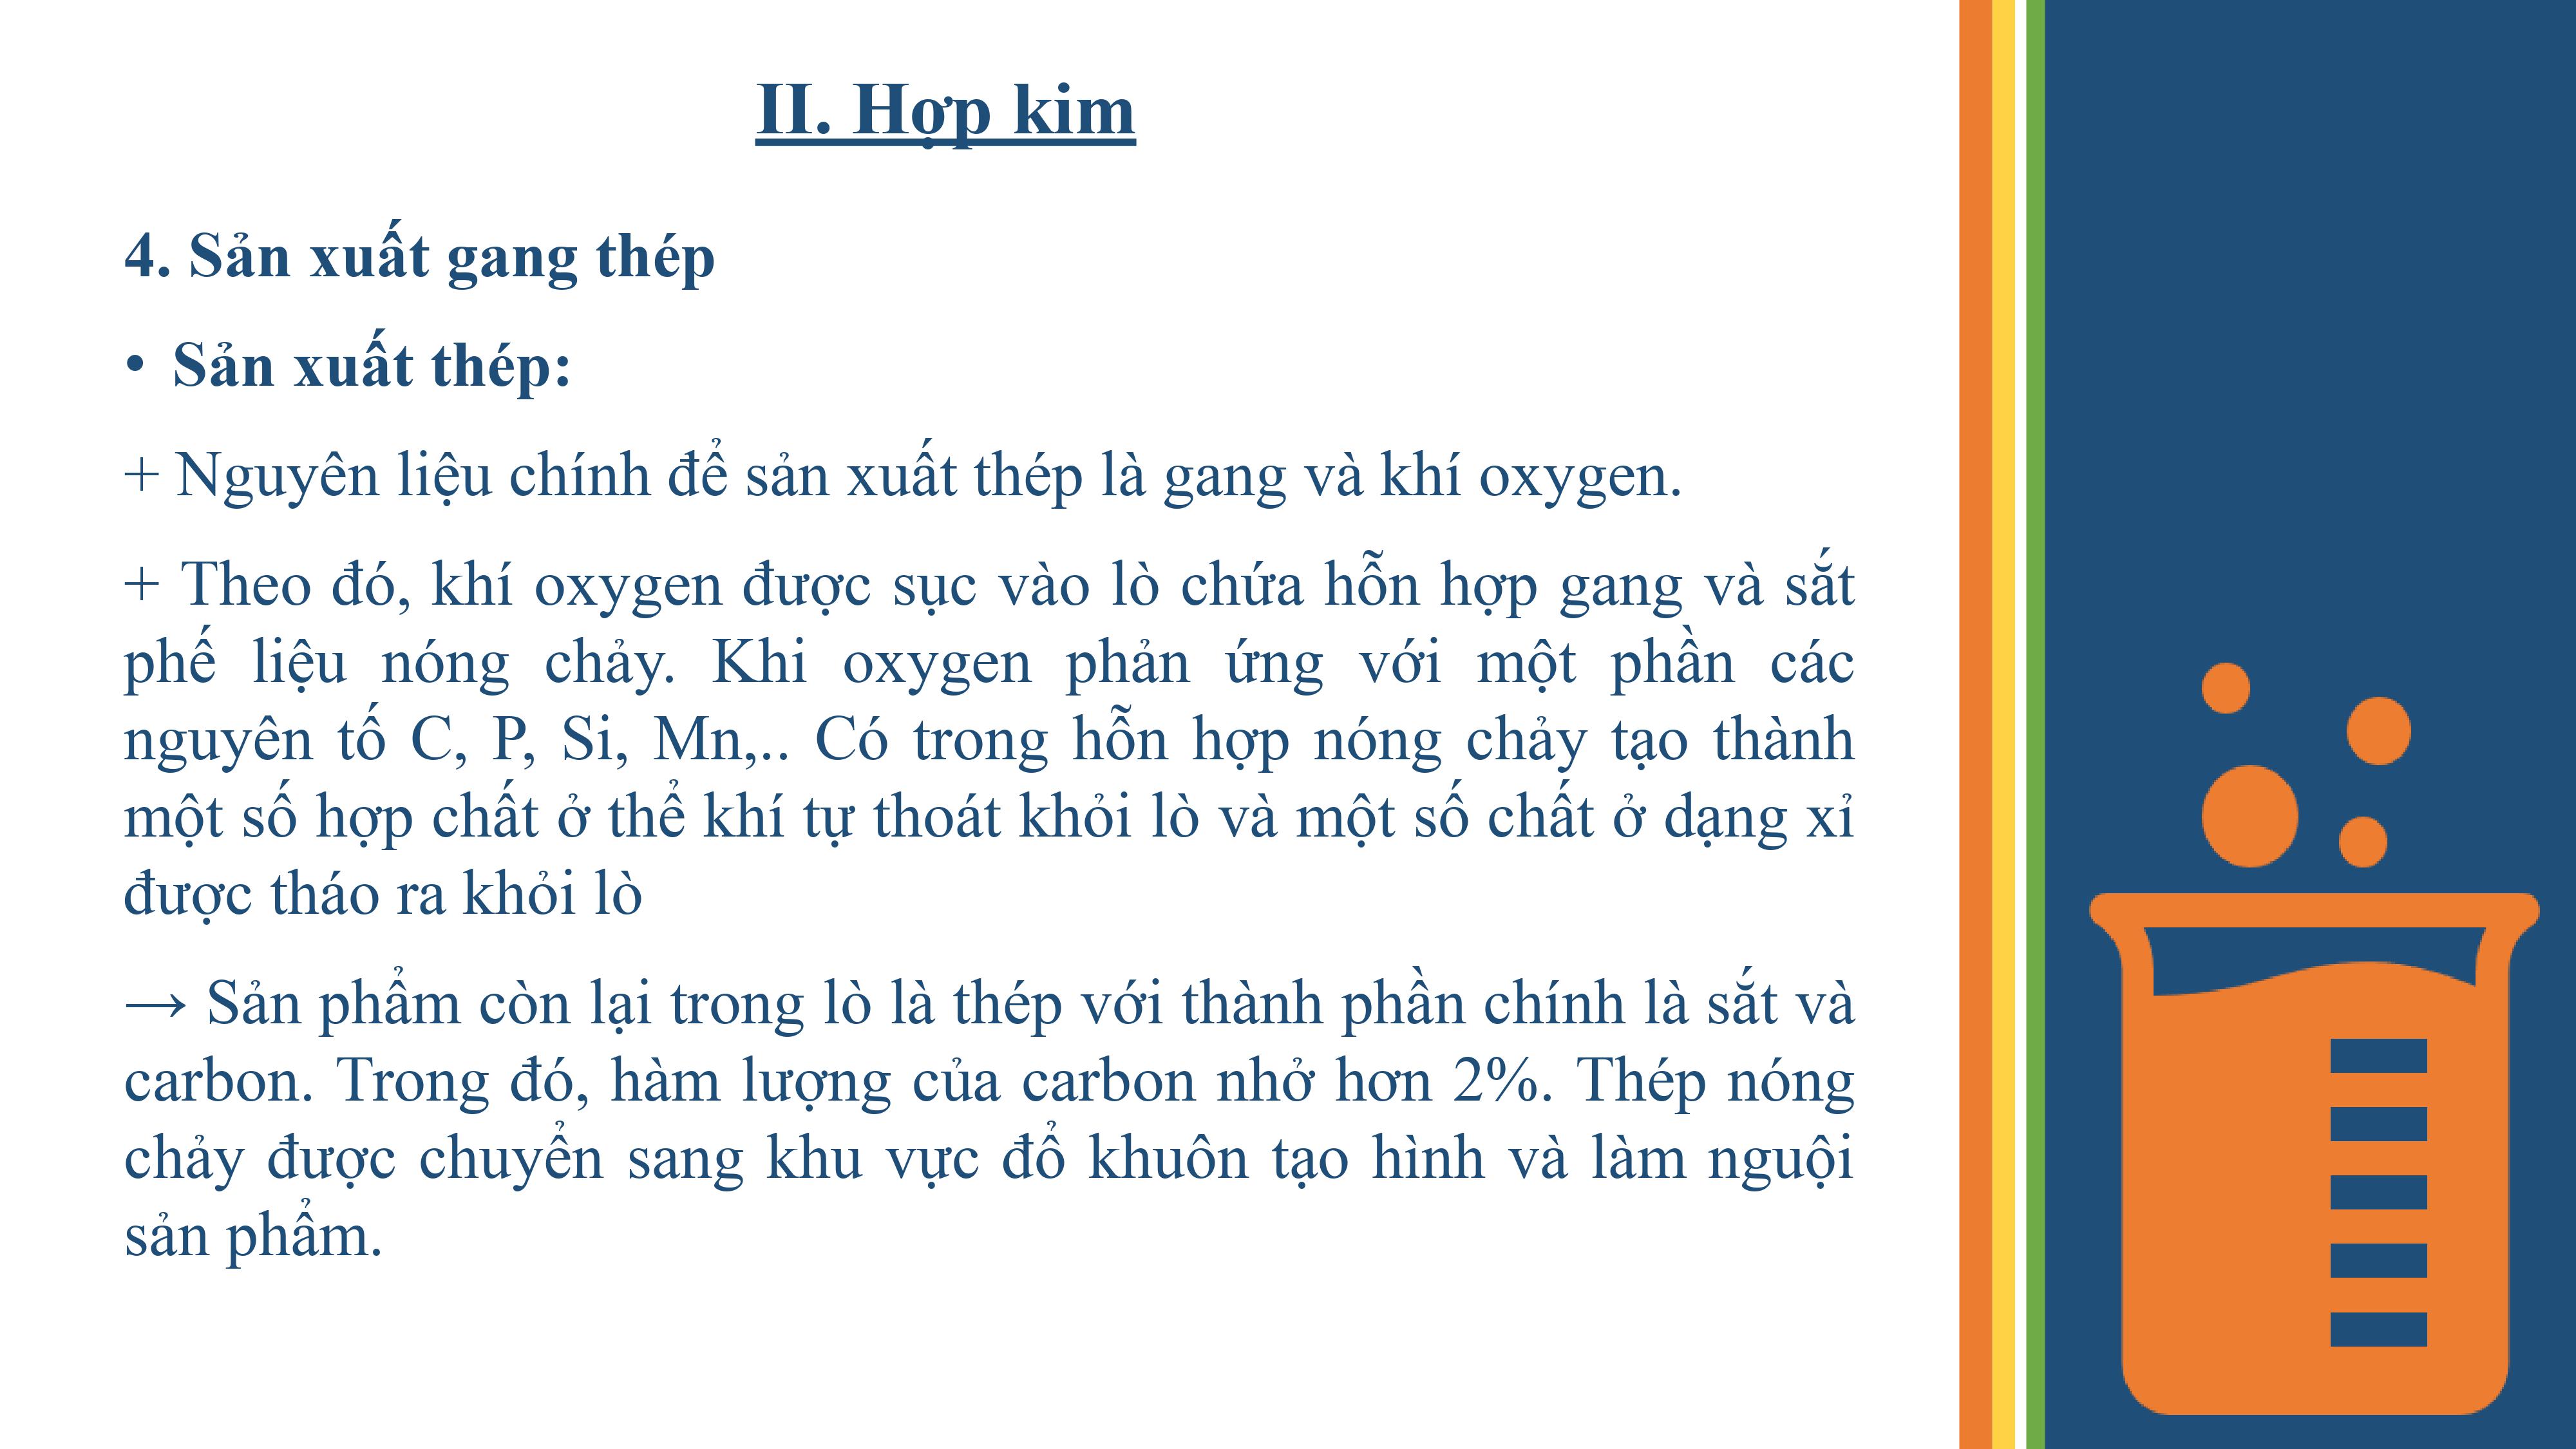 II. Hợp kim
4. Sản xuất gang thép
• Sản xuất thép:
+ Nguyên liệu chính để sản xuất thép là gang và khí oxygen.
+ Theo đó, khí oxygen được sục vào lò chứa hỗn hợp gang và sắt
phế liệu nóng chảy. Khi oxygen phản ứng với một phần các
nguyên tố C, P, Si, Mn,.. Có trong hỗn hợp nóng chảy tạo thành
một số hợp chất ở thể khí tự thoát khỏi lò và một số chất ở dạng xỉ
được tháo ra khỏi lò
→ Sản phẩm còn lại trong lò là thép với thành phần chính là sắt và
carbon. Trong đó, hàm lượng của carbon nhở hơn 2%. Thép nóng
chảy được chuyển sang khu vực đổ khuôn tạo hình và làm nguội
sản phẩm.